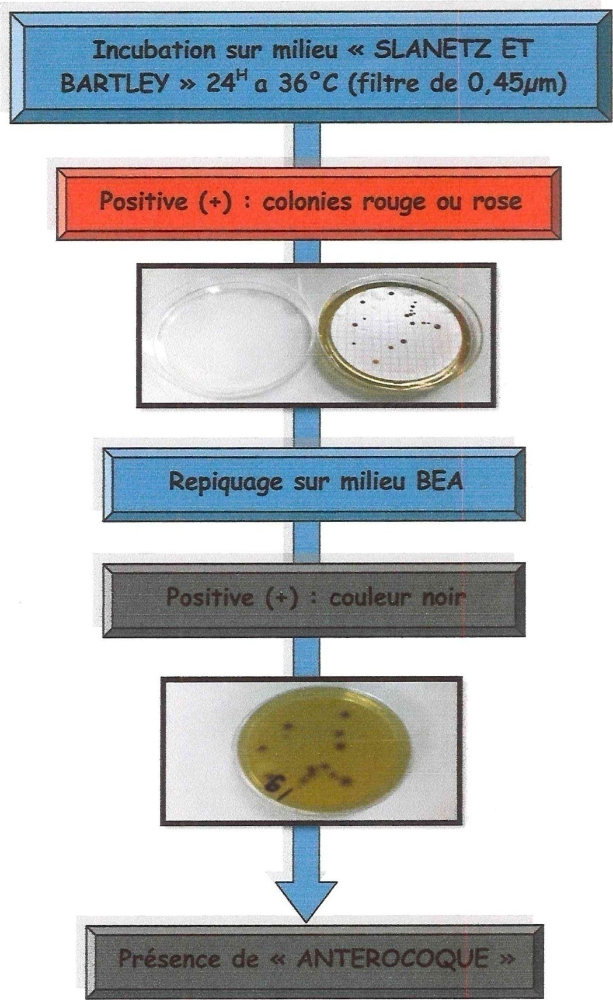 Incubation sur milieu « SLANETZ ET
BARTLEY » 24H a 36°C (filtre de 0,45µm)
Positive (+) : colonies rouge ou rose
Repiquage sur milieu BEA
Positive (+) : couleur noir
Présence de « ANTEROCOQUE »